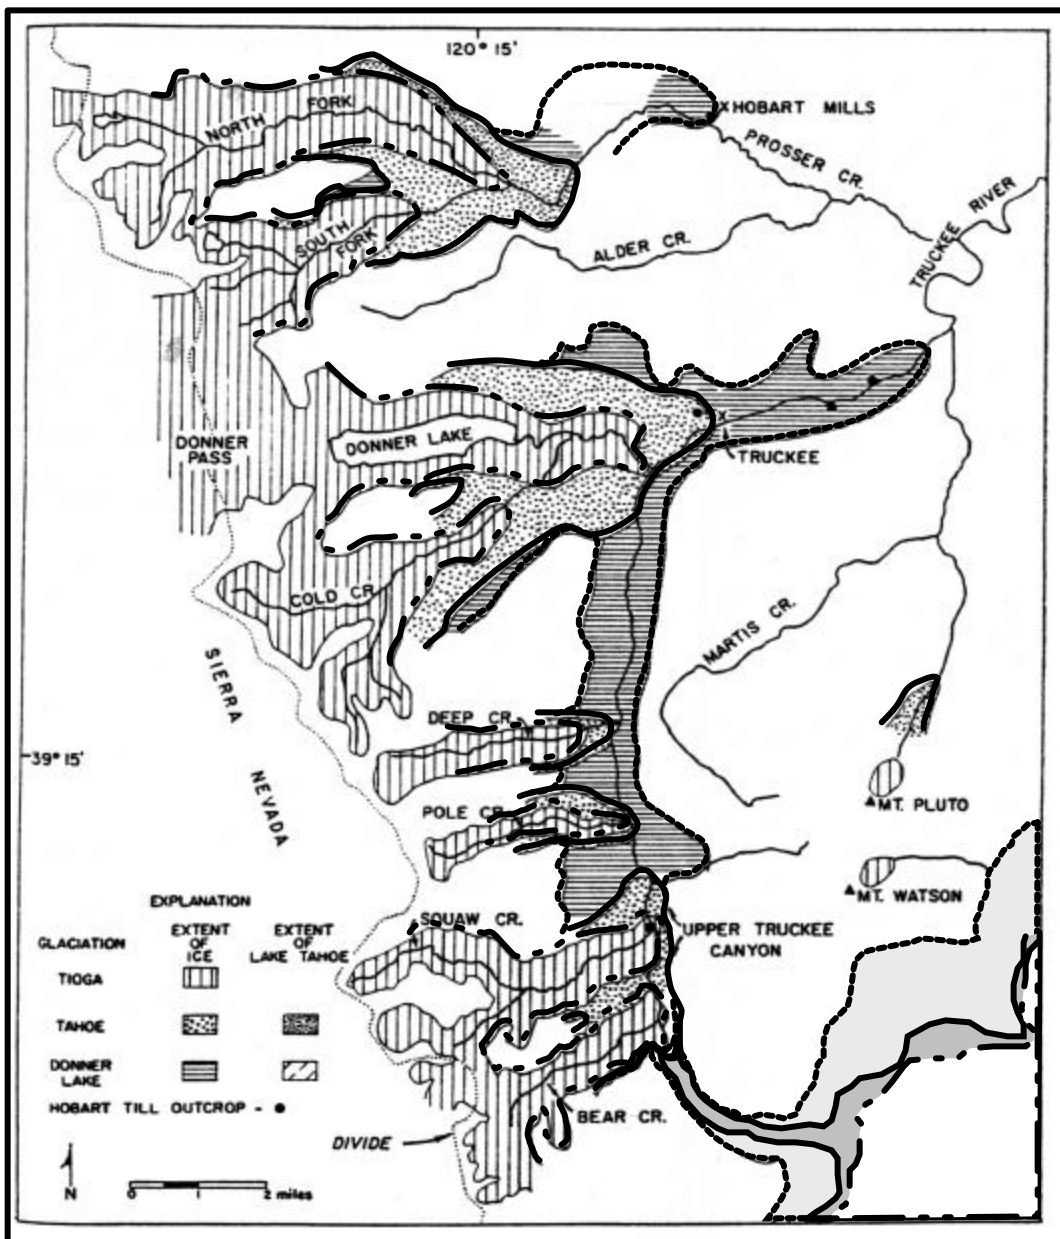 120° 15'
X HOBART MILLS
NORTH
FORK
PROSSER CR.
SOUTH
FORK
ALDER CR.
TRUCKEE RIVER
DONNER LAKE
DONNER
PASS
X
TRUCKEE
COLD CR.
MARTIS CR.
SIERRA
NEVADA
DEEP CR.
39° 15'
POLE CR.
MT. PLUTO
MT. WATSON
EXPLANATION
GLACIATION
EXTENT
OF
ICE
EXTENT
OF
LAKE TAHOE
TIOGA
TAHOE
DONNER
LAKE
HOBART TILL OUTCROP - ●
SQUAW CR.
UPPER TRUCKEE
CANYON
BEAR CR.
DIVIDE
N
0 1 2 miles